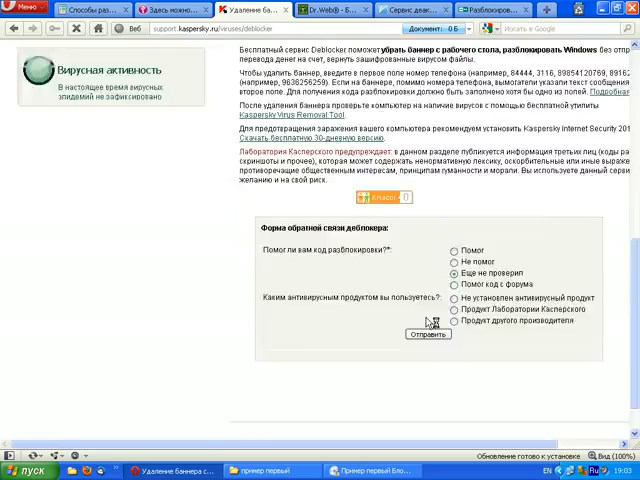 Меню
Способы раз...
Здесь можно...
Удаление ба...
Dr.Web® - Б...
Сервис деак...
Разблокиров...
Веб
support.kaspersky.ru/viruses/deblocker
Документ: 0 Б
Искать в Google
Вирусная активность
В настоящее время вирусных
эпидемий не зафиксировано
Бесплатный сервис Deblocker поможет убрать баннер с рабочего стола, разблокировать Windows без отпр
перевода денег на счет, вернуть зашифрованные вирусом файлы.
Чтобы удалить баннер, введите в первое поле номер телефона (например, 84444, 3116, 89854120769, 8916
(например, 9636256259). Если на баннере, помимо номера телефона, вымогатели указали текст сообщения
второе поле. Для получения кода разблокировки должно быть заполнено хотя бы одно из полей. Подробная
После удаления баннера проверьте компьютер на наличие вирусов с помощью бесплатной утилиты
Kaspersky Virus Removal Tool.
Для предотвращения заражения вашего компьютера рекомендуем установить Kaspersky Internet Security 201
Скачать бесплатную 30-дневную версию.
Лаборатория Касперского предупреждает: в данном разделе публикуется информация третьих лиц (коды ра
скриншоты и прочее), которая может содержать ненормативную лексику, оскорбительные или иные выраже
противоречащие общественным интересам, принципам гуманности и морали. Вы используете данный серви
желанию и на свой риск.
Класс! 0
Форма обратной связи деблокера:
Помог ли вам код разблокировки?*:
Помог
Не помог
Еще не проверил
Помог код с форума
Каким антивирусным продуктом вы пользуетесь?:
Не установлен антивирусный продукт
Продукт Лаборатории Касперского
Продукт другого производителя
Отправить
Обновление готово к установке
Вид (100%)
пуск
Удаление баннера с...
пример первый
Пример первый Бло...
EN
Ru
19:03